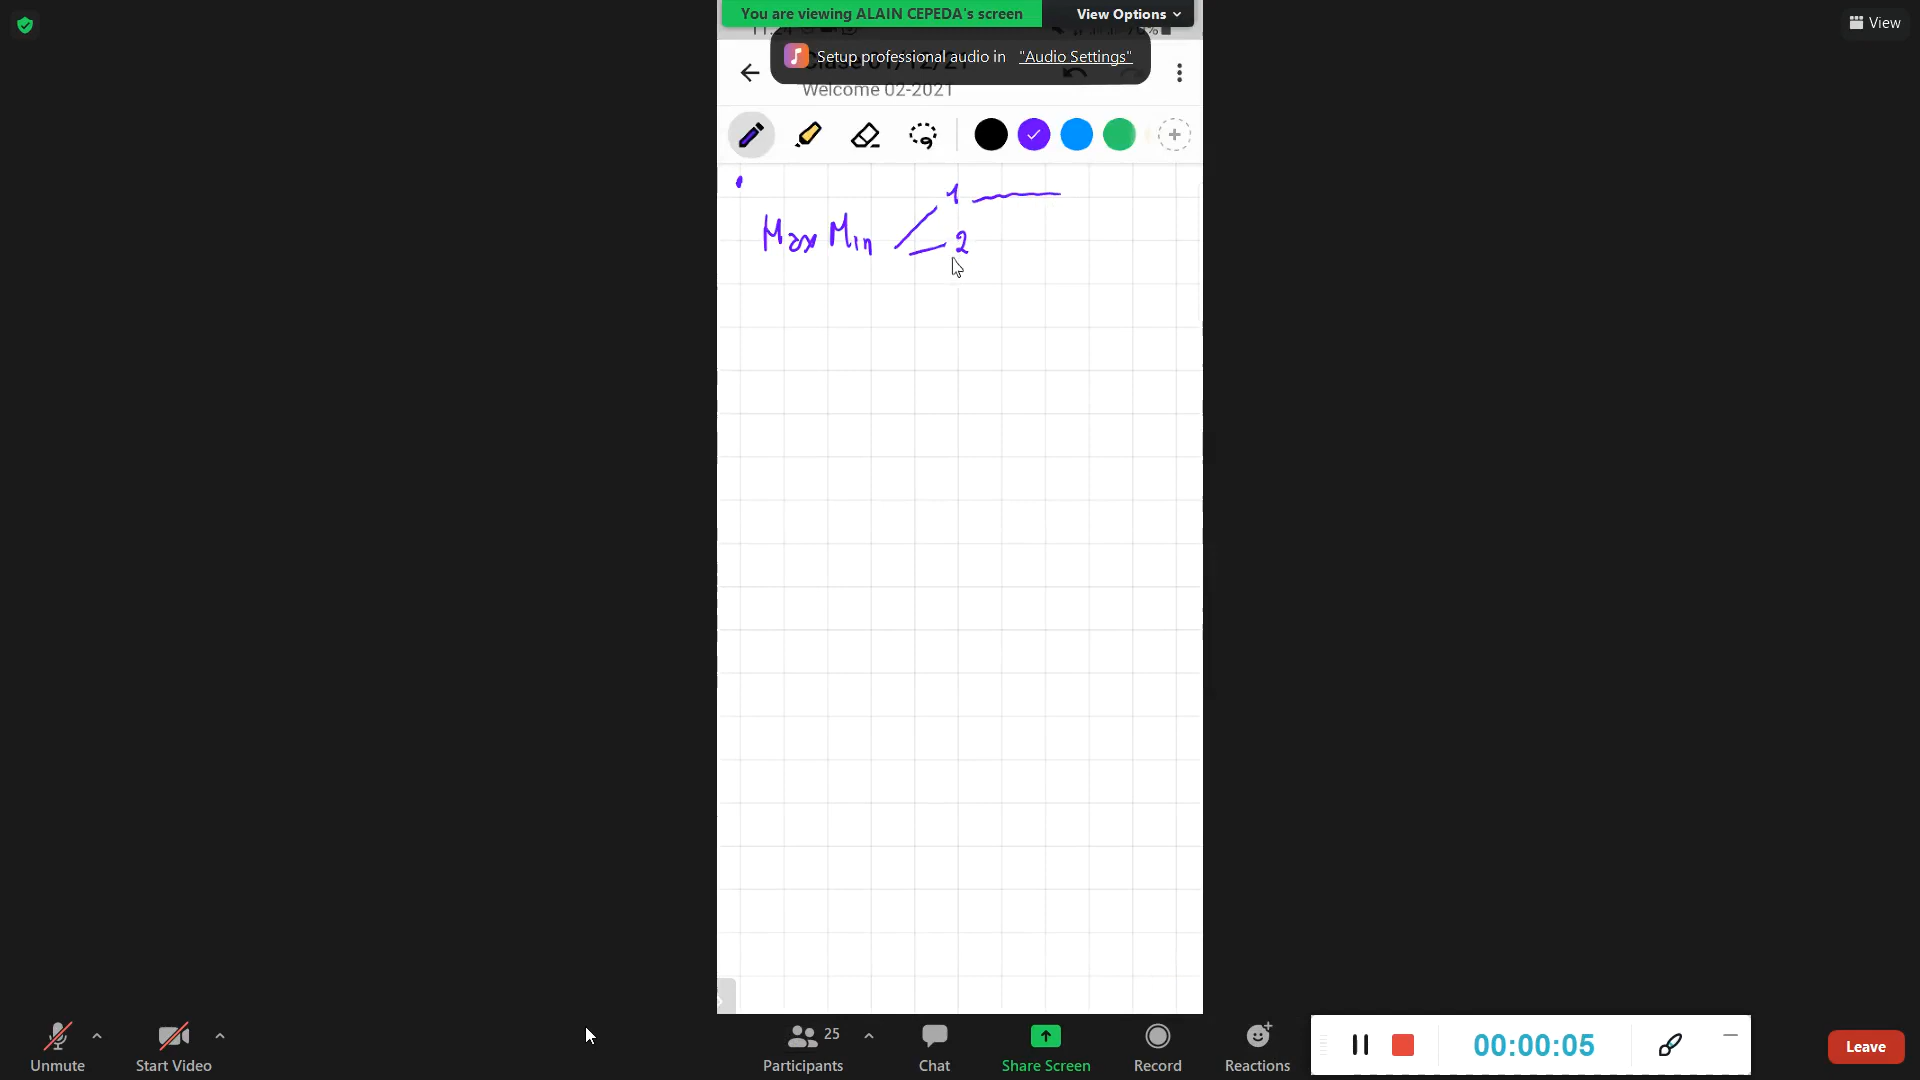 You are viewing ALAIN CEPEDA's screen
View Options
View
Setup professional audio in "Audio Settings"
Welcome 02-2021
1
Max Min
2
25
00:00:05
Unmute
Start Video
Participants
Chat
Share Screen
Record
Reactions
Leave